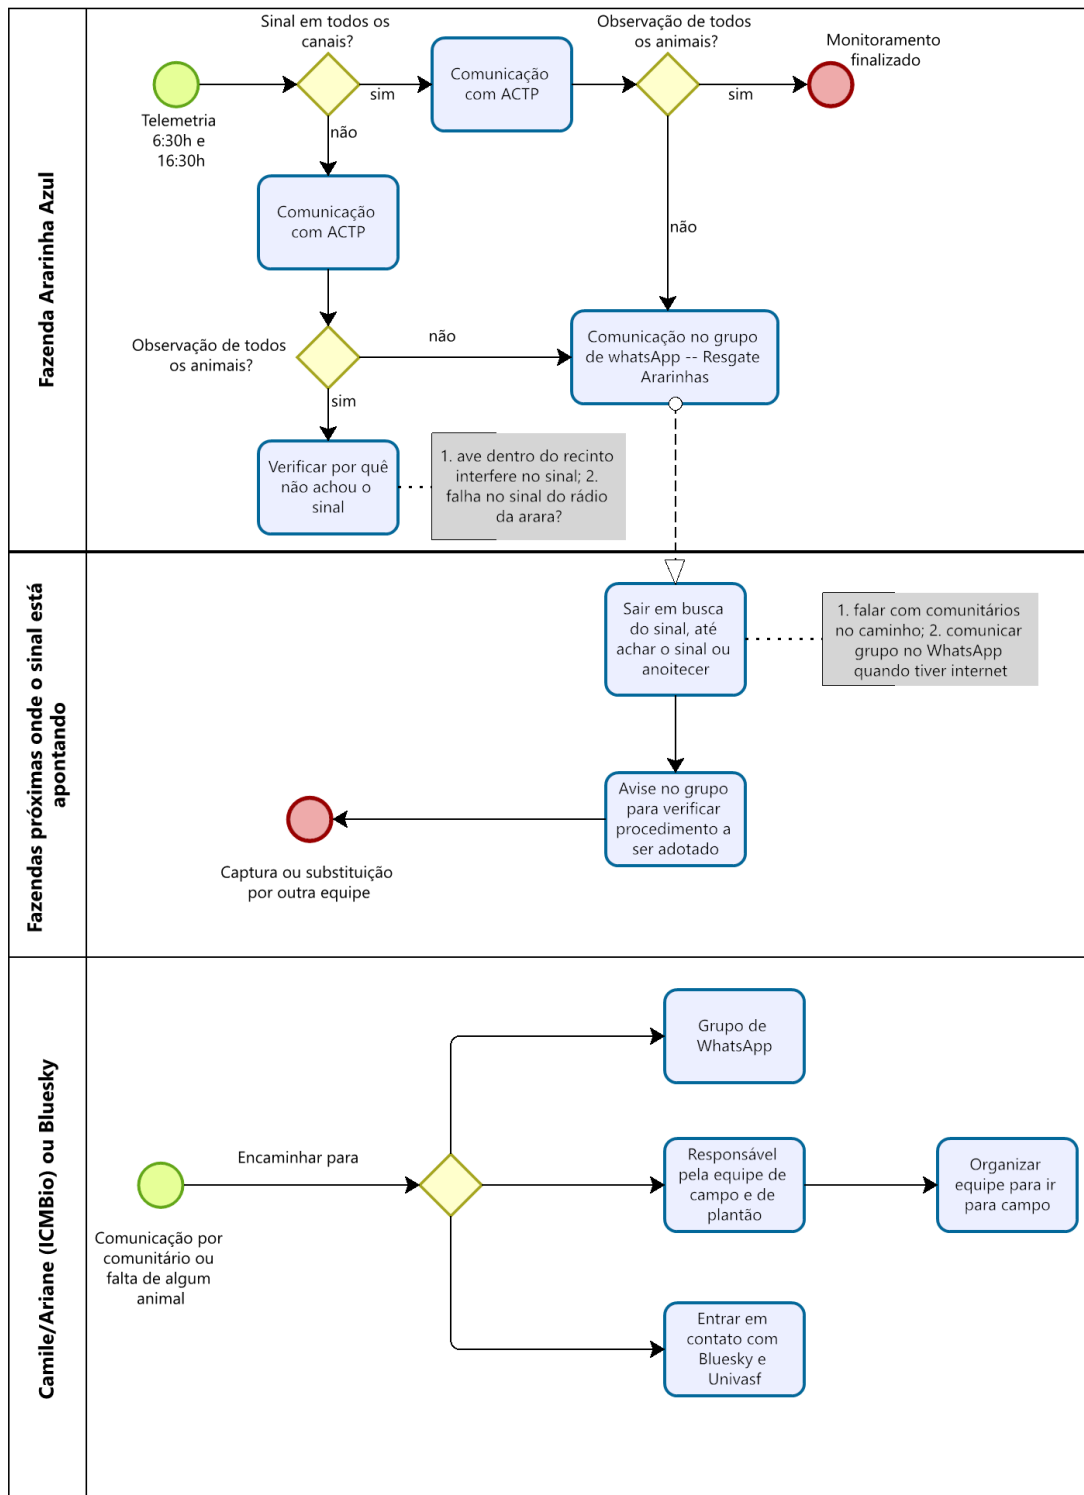 Fazenda Ararinha Azul
Sinal em todos os
canais?
Observação de todos
os animais?
Monitoramento
finalizado
Telemetria
6:30h e
16:30h
sim
Comunicação
com ACTP
sim
não
Comunicação
com ACTP
não
Observação de todos
os animais?
não
Comunicação no grupo
de whatsApp -- Resgate
Ararinhas
sim
Verificar por quê
não achou o
sinal
1. ave dentro do recinto
interfere no sinal; 2.
falha no sinal do rádio
da arara?
Fazendas próximas onde o sinal está
apontando
Sair em busca
do sinal, até
achar o sinal ou
anoitecer
1. falar com comunitários
no caminho; 2. comunicar
grupo no WhatsApp
quando tiver internet
Avise no grupo
para verificar
procedimento a
ser adotado
Captura ou substituição
por outra equipe
Camile/Ariane (ICMBio) ou Bluesky
Comunicação por
comunitário ou
falta de algum
animal
Encaminhar para
Grupo de
WhatsApp
Responsável
pela equipe de
campo e de
plantão
Organizar
equipe para ir
para campo
Entrar em
contato com
Bluesky e
Univasf